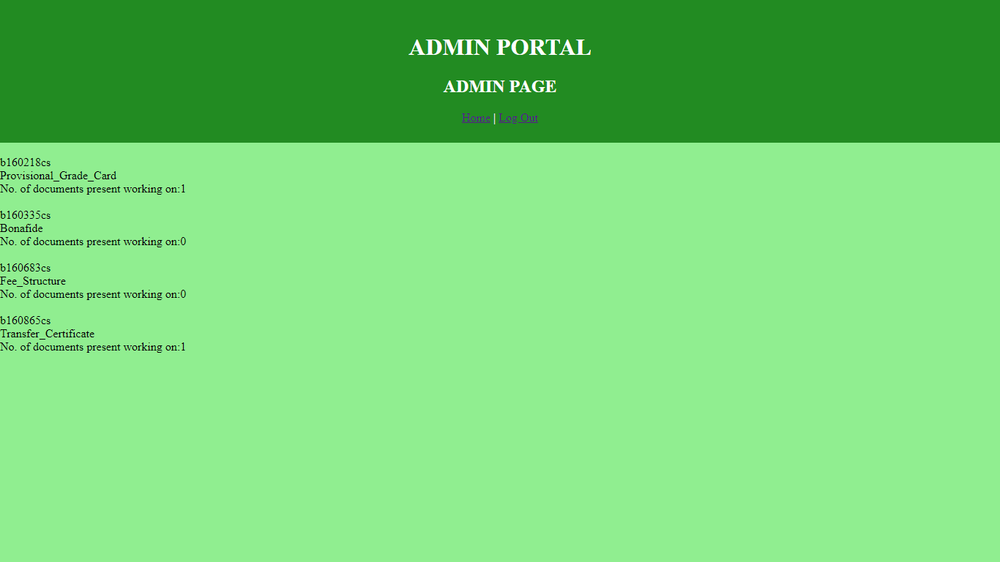 ADMIN PORTAL
ADMIN PAGE
Home | Log Out
b160218cs
Provisional_Grade_Card
No. of documents present working on:1
b160335cs
Bonafide
No. of documents present working on:0
b160683cs
Fee_Structure
No. of documents present working on:0
b160865cs
Transfer_Certificate
No. of documents present working on:1